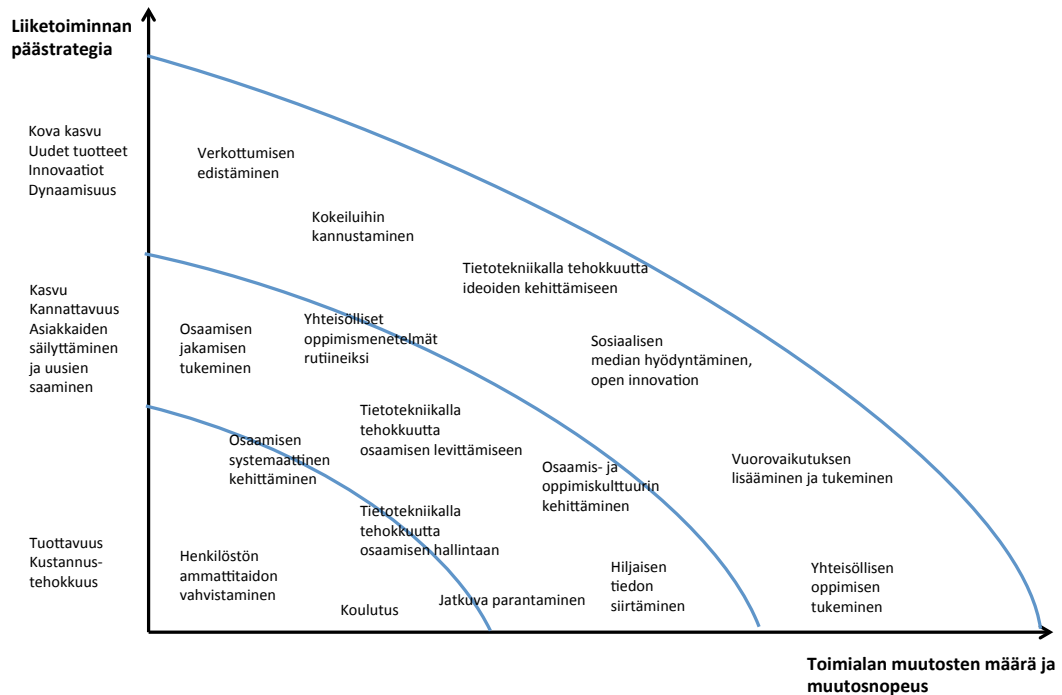 Liiketoiminnan
päästrategia
Kova kasvu
Uudet tuotteet
Innovaatiot
Dynaamisuus
Verkottumisen
edistäminen
Kokeiluihin
kannustaminen
Tietotekniikalla tehokkuutta
ideoiden kehittämiseen
Kasvu
Kannattavuus
Asiakkaiden
säilyttäminen
ja uusien
saaminen
Osaamisen
jakamisen
tukeminen
Yhteisölliset
oppimismenetelmät
rutiineiksi
Sosiaalisen
median hyödyntäminen,
open innovation
Tietotekniikalla
tehokkuutta
osaamisen levittämiseen
Osaamisen
systemaattinen
kehittäminen
Osaamis- ja
oppimiskulttuurin
kehittäminen
Vuorovaikutuksen
lisääminen ja tukeminen
Tietotekniikalla
tehokkuutta
osaamisen hallintaan
Tuottavuus
Kustannus-
tehokkuus
Henkilöstön
ammattitaidon
vahvistaminen
Koulutus
Jatkuva parantaminen
Hiljaisen
tiedon
siirtäminen
Yhteisöllisen
oppimisen
tukeminen
Toimialan muutosten määrä ja
muutosnopeus